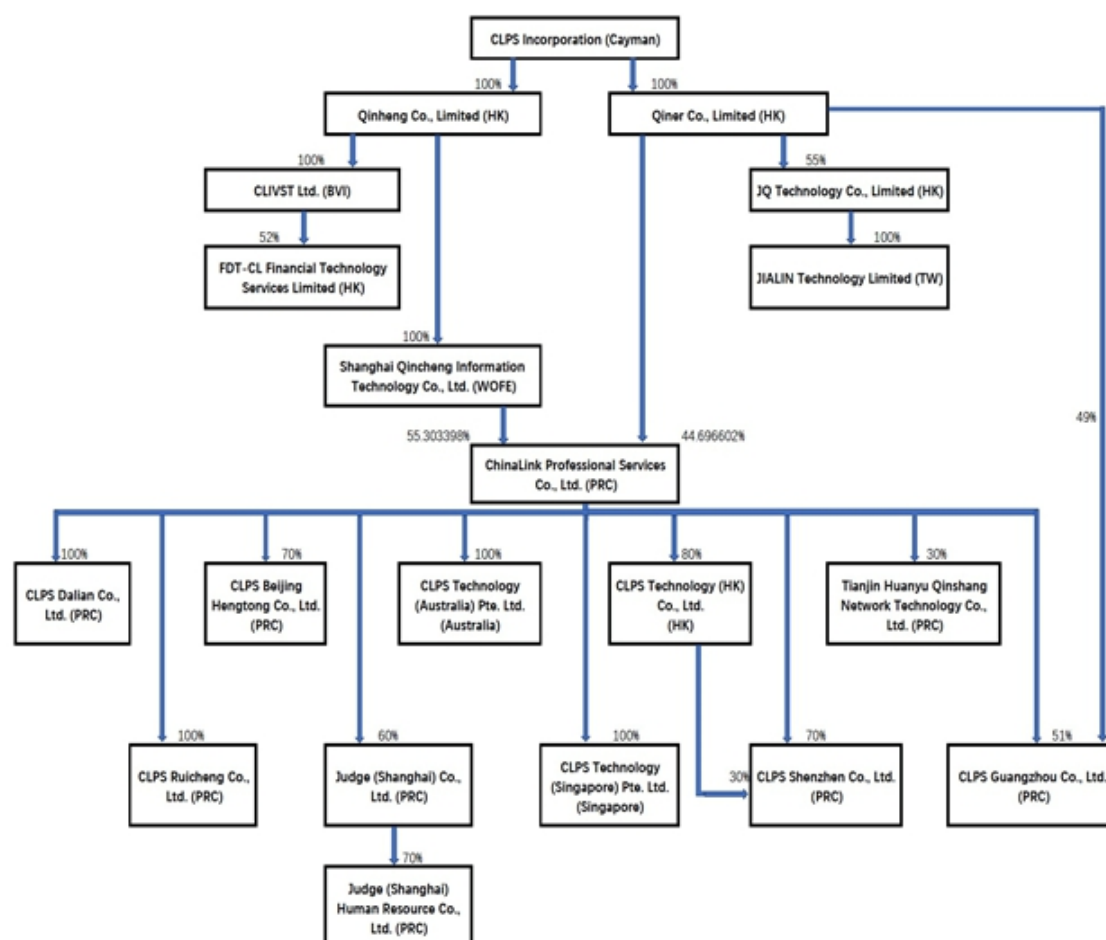 CLPS Incorporation (Cayman)
100%
100%
Qinheng Co., Limited (HK)
Qiner Co., Limited (HK)
100%
55%
CLIVST Ltd. (BVI)
JQ Technology Co., Limited (HK)
52%
100%
FDT-CL Financial Technology
Services Limited (HK)
JIALIN Technology Limited (TW)
100%
Shanghai Qincheng Information
Technology Co., Ltd. (WOFE)
49%
55.303398%
44.696602%
ChinaLink Professional Services
Co., Ltd. (PRC)
100%
70%
100%
80%
30%
CLPS Dalian Co.,
Ltd. (PRC)
CLPS Beijing
Hengtong Co., Ltd.
(PRC)
CLPS Technology
(Australia) Pte. Ltd.
(Australia)
CLPS Technology (HK)
Co., Ltd.
(HK)
Tianjin Huanyu Qinshang
Network Technology Co.,
Ltd. (PRC)
100%
60%
100%
70%
51%
CLPS Ruicheng Co.,
Ltd. (PRC)
Judge (Shanghai) Co.,
Ltd. (PRC)
CLPS Technology
(Singapore) Pte. Ltd.
(Singapore)
30%
CLPS Shenzhen Co., Ltd.
(PRC)
CLPS Guangzhou Co., Ltd.
(PRC)
70%
Judge (Shanghai)
Human Resource Co.,
Ltd. (PRC)